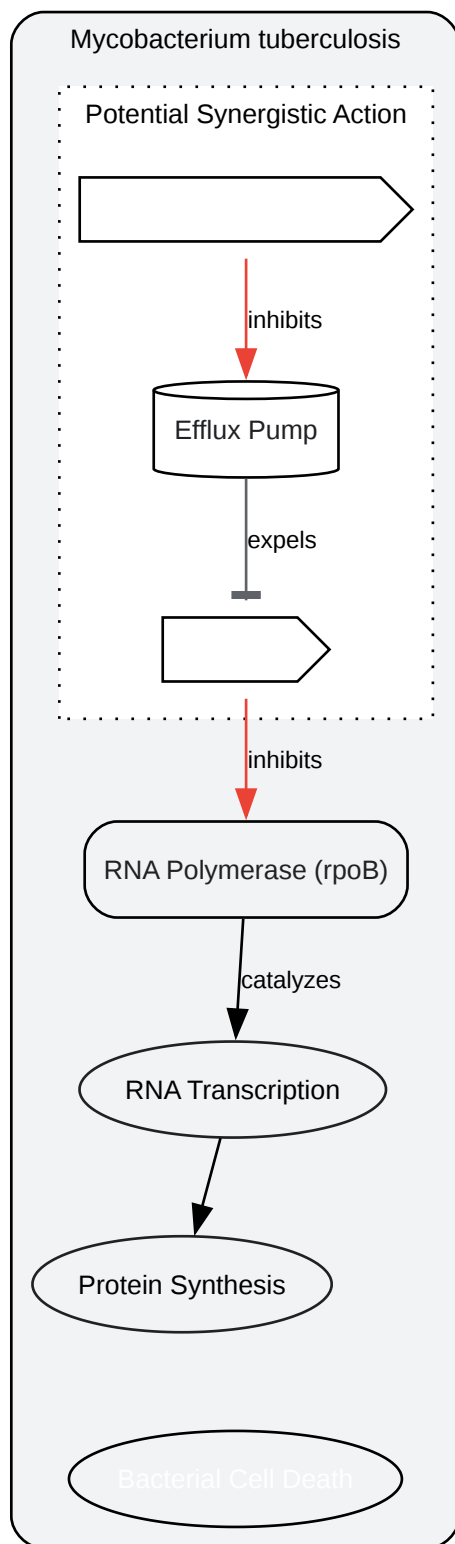 Mycobacterium tuberculosis
Potential Synergistic Action
inhibits
Efflux Pump
expels
inhibits
RNA Polymerase (rpoB)
catalyzes
RNA Transcription
Protein Synthesis
Bacterial Cell Death